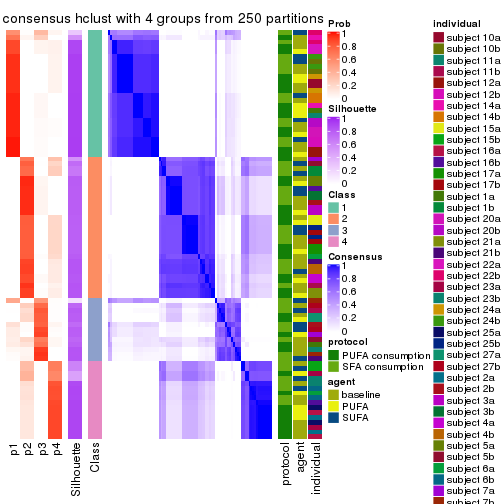 consensus hclust with 4 groups from 250 partitions
Prob
1
0.8
0.6
0.4
0.2
0
Silhouette
1
0.8
0.6
0.4
0.2
0
Class
1
2
3
4
Consensus
1
0.8
0.6
0.4
0.2
0
protocol
PUFA consumption
SFA consumption
agent
baseline
PUFA
SUFA
individual
subject 10a
subject 10b
subject 11a
subject 11b
subject 12a
subject 12b
subject 14a
subject 14b
subject 15a
subject 15b
subject 16a
subject 16b
subject 17a
subject 17b
subject 1a
subject 1b
subject 20a
subject 20b
subject 21a
subject 21b
subject 22a
subject 22b
subject 23a
subject 23b
subject 24a
subject 24b
subject 25a
subject 25b
subject 27a
subject 27b
subject 2a
subject 2b
subject 3a
subject 3b
subject 4a
subject 4b
subject 5a
subject 5b
subject 6a
subject 6b
subject 7a
subject 7b
p1
p2
p3
p4
Silhouette
Class
protocol
agent
individual